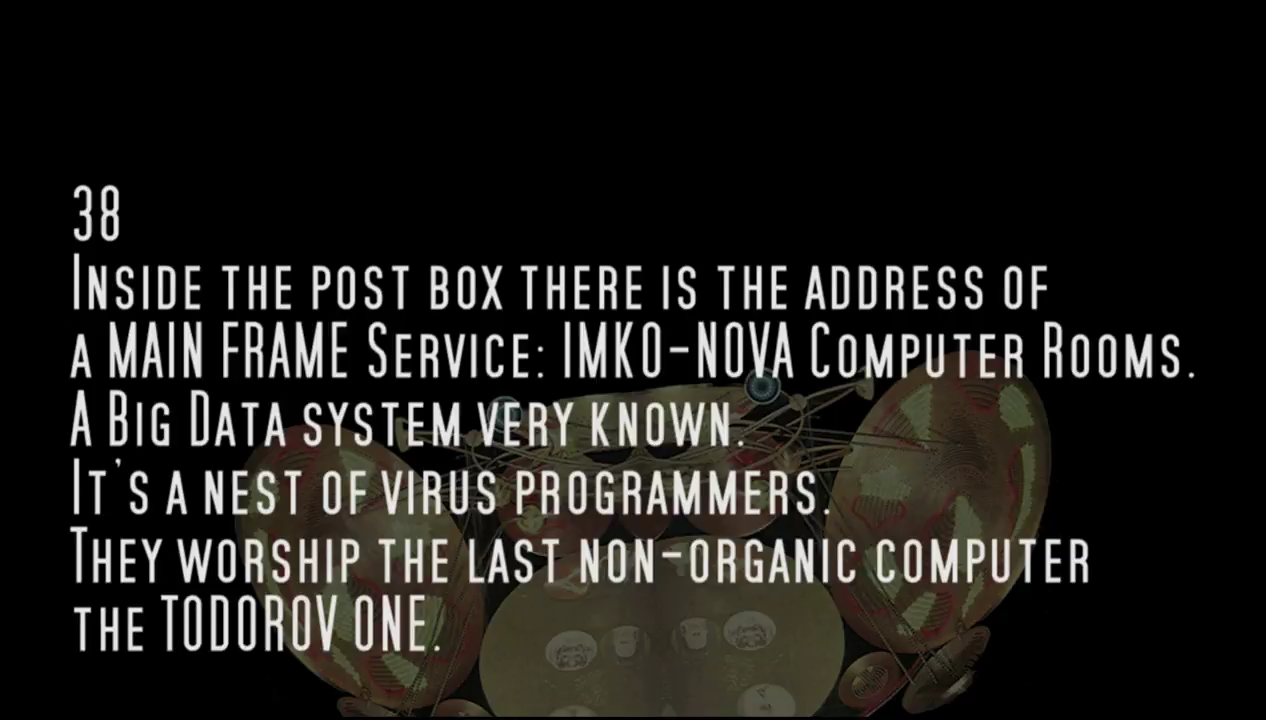 38
Inside the post box there is the address of
a MAIN FRAME Service: IMKO-NOVA Computer Rooms.
A Big Data system very known.
It's a nest of virus programmers.
They worship the last non-organic computer
the TODOROV ONE.